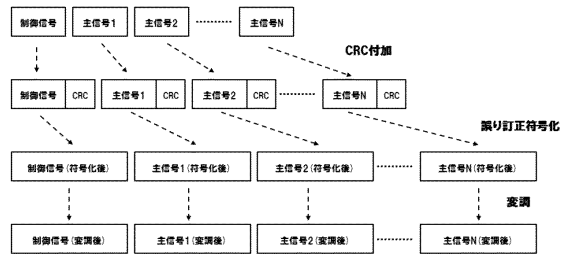 制御信号 主信号1 主信号2 主信号N
CRC付加
制御信号 CRC 主信号1 CRC 主信号2 CRC 主信号N CRC
誤り訂正符号化
制御信号(符号化後) 主信号1(符号化後) 主信号2(符号化後) 主信号N(符号化後)
変調
制御信号(変調後) 主信号1(変調後) 主信号2(変調後) 主信号N(変調後)